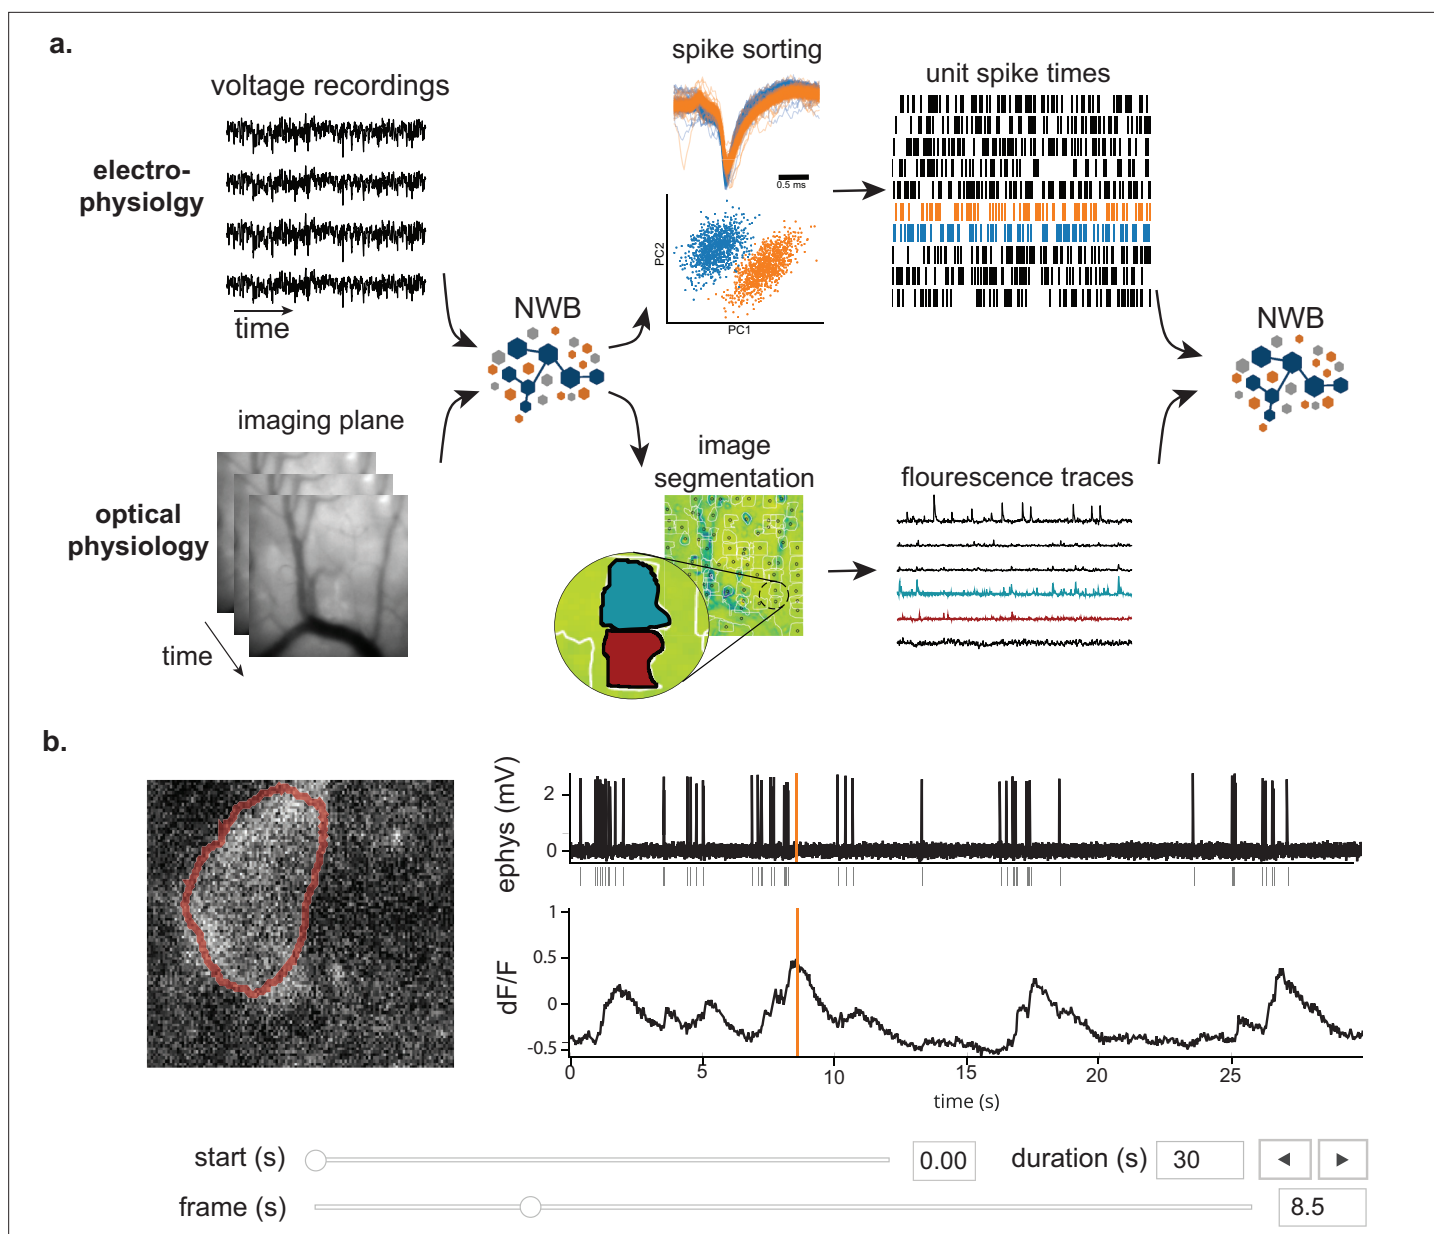 a.
voltage recordings
electro-
physiolgy
time
imaging plane
optical
physiology
time
NWB
spike sorting
0.5 ms
PC2
PC1
unit spike times
image
segmentation
flourescence traces
NWB
b.
ephys (mV)
2
0
dF/F
1
0.5
0
-0.5
0 5 10 15 20 25
time (s)
start (s) 0.00 duration (s) 30
frame (s) 8.5